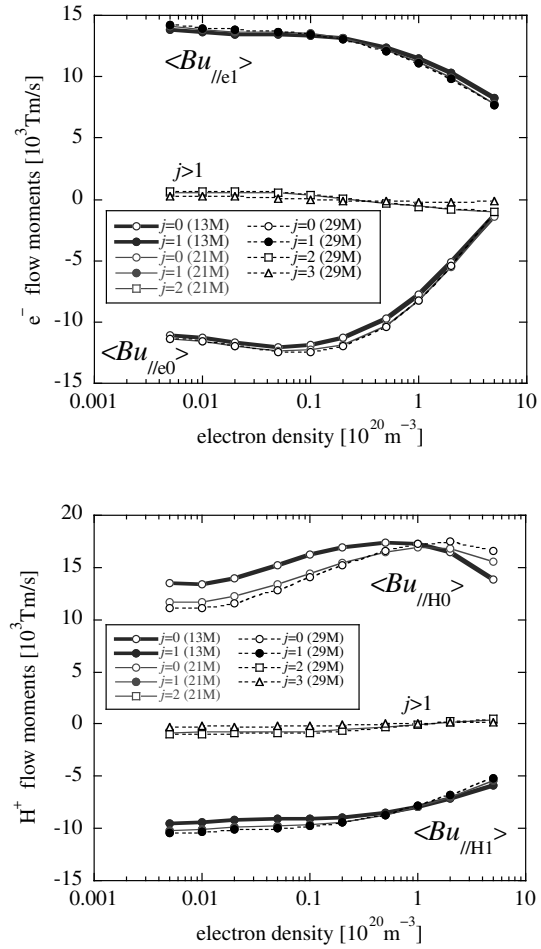 15
10
5
0
-5
-10
-15
e⁻ flow moments [10³Tm/s]
<Bu//e1>
j>1
j=0 (13M)
j=1 (13M)
j=0 (21M)
j=1 (21M)
j=2 (21M)
j=0 (29M)
j=1 (29M)
j=2 (29M)
j=3 (29M)
<Bu//e0>
0.001 0.01 0.1 1 10
electron density [10²⁰m⁻³]
20
15
10
5
0
-5
-10
-15
H⁺ flow moments [10³Tm/s]
<Bu//H0>
j=0 (13M)
j=1 (13M)
j=0 (21M)
j=1 (21M)
j=2 (21M)
j=0 (29M)
j=1 (29M)
j=2 (29M)
j=3 (29M)
j>1
<Bu//H1>
0.001 0.01 0.1 1 10
electron density [10²⁰m⁻³]